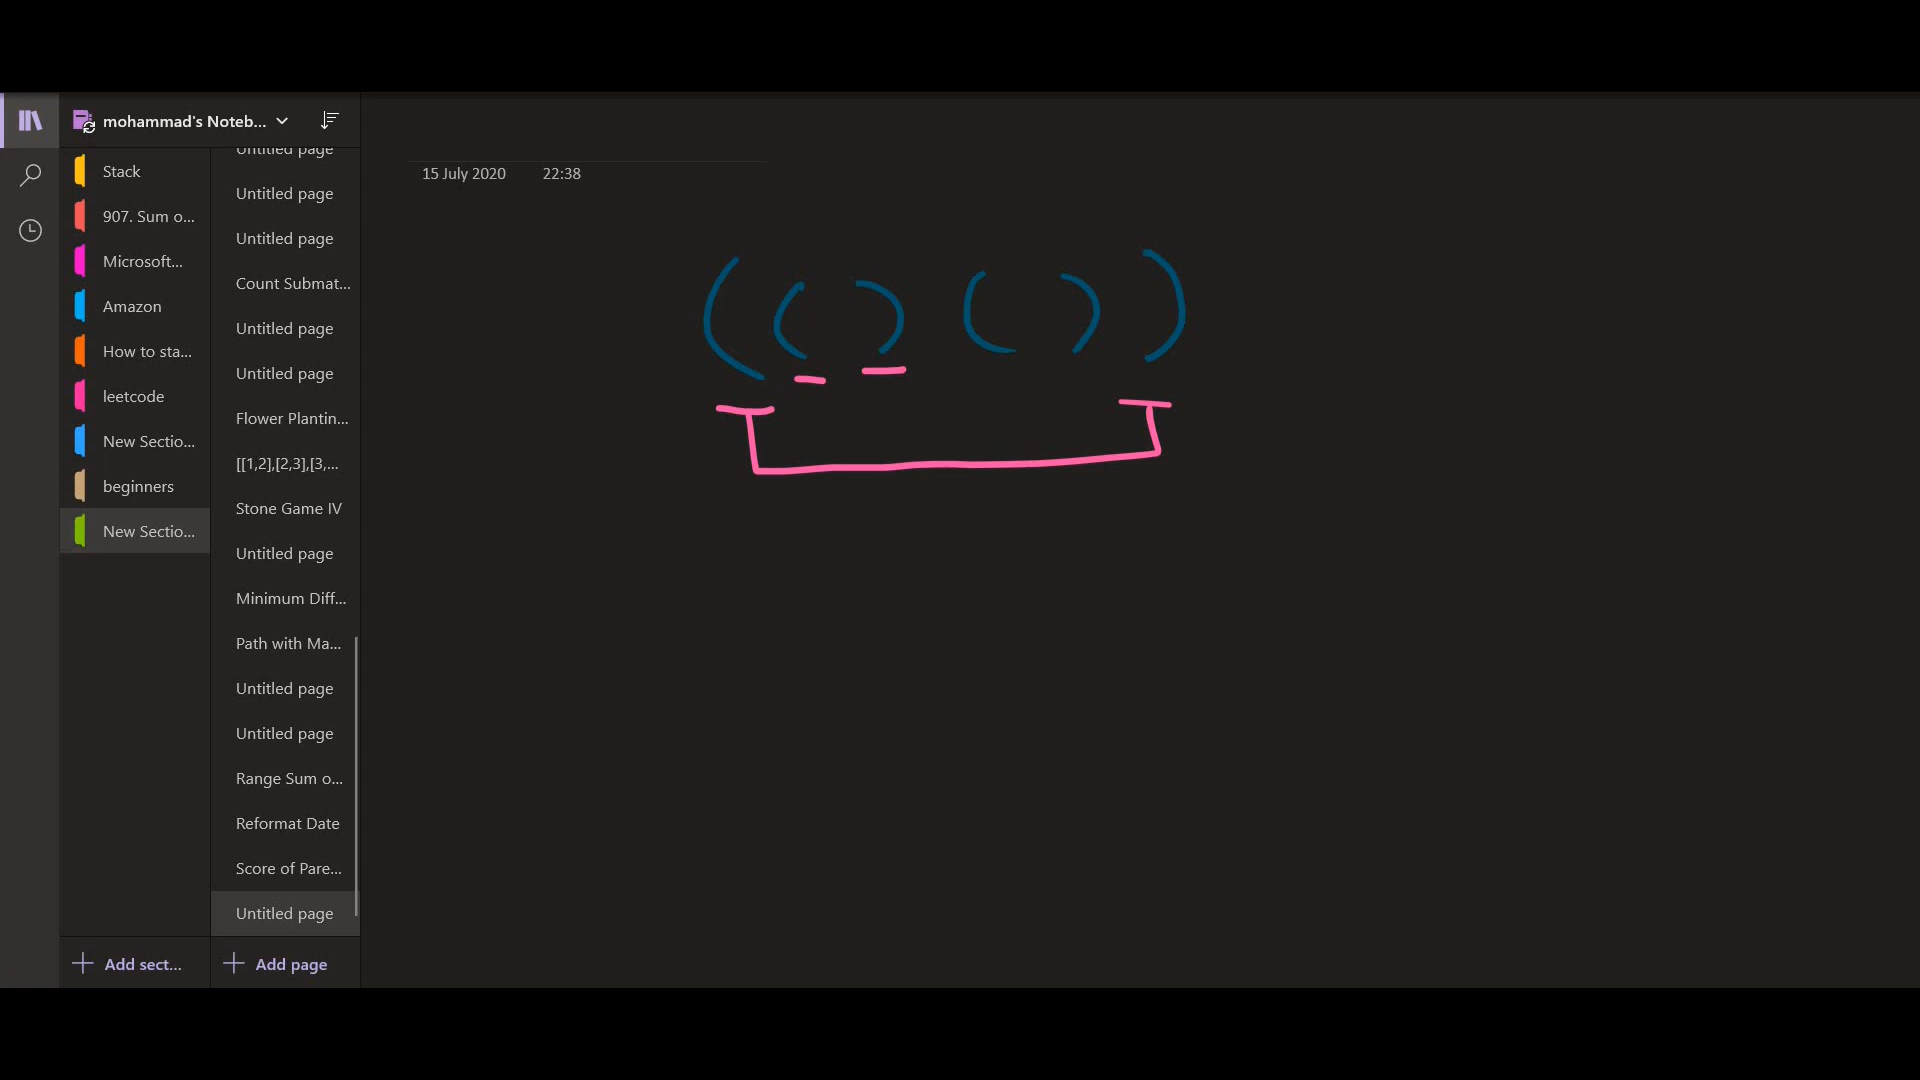 mohammad's Noteb...
Stack
907. Sum o...
Microsoft...
Amazon
How to sta...
leetcode
New Sectio...
beginners
New Sectio...
Add sect...
Untitled page
Untitled page
Untitled page
Count Submat...
Untitled page
Untitled page
Flower Plantin...
[[1,2],[2,3],[3,...
Stone Game IV
Untitled page
Minimum Diff...
Path with Ma...
Untitled page
Untitled page
Range Sum o...
Reformat Date
Score of Pare...
Untitled page
Add page
15 July 2020 22:38
( ( ) ( ) )